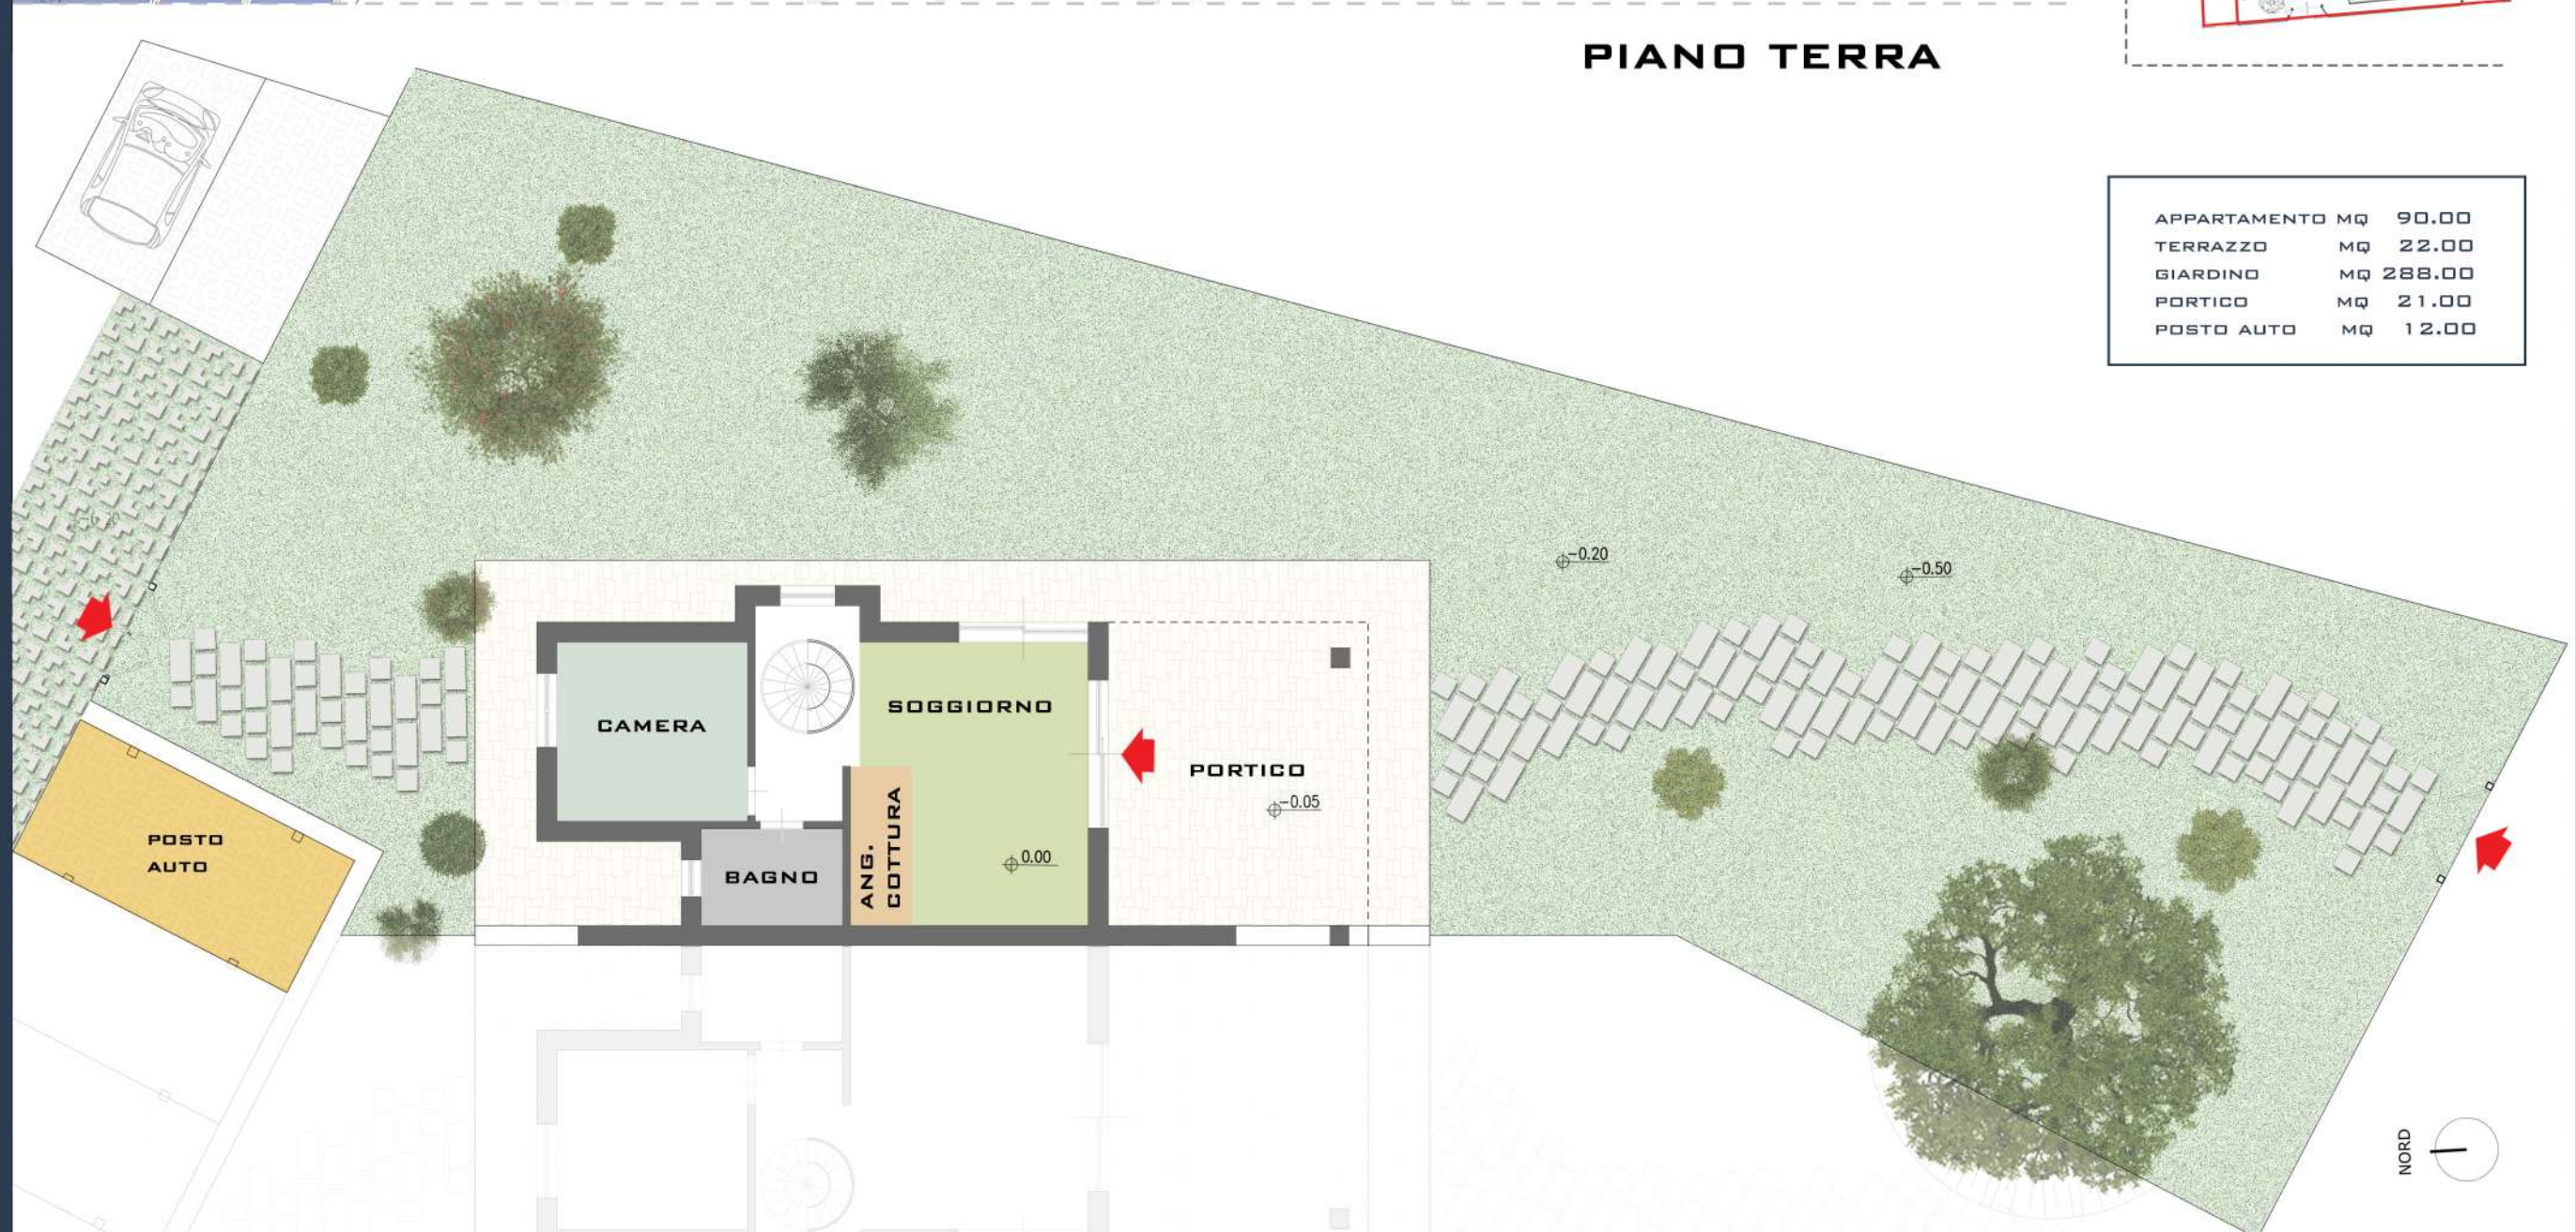 PIANO TERRA
APPARTAMENTO MQ 90.00
TERRAZZO MQ 22.00
GIARDINO MQ 288.00
PORTICO MQ 21.00
POSTO AUTO MQ 12.00
-0.20
-0.50
CAMERA
SOGGIORNO
PORTICO
-0.05
ANG.
COTTURA
0.00
BAGNO
POSTO
AUTO
NORD